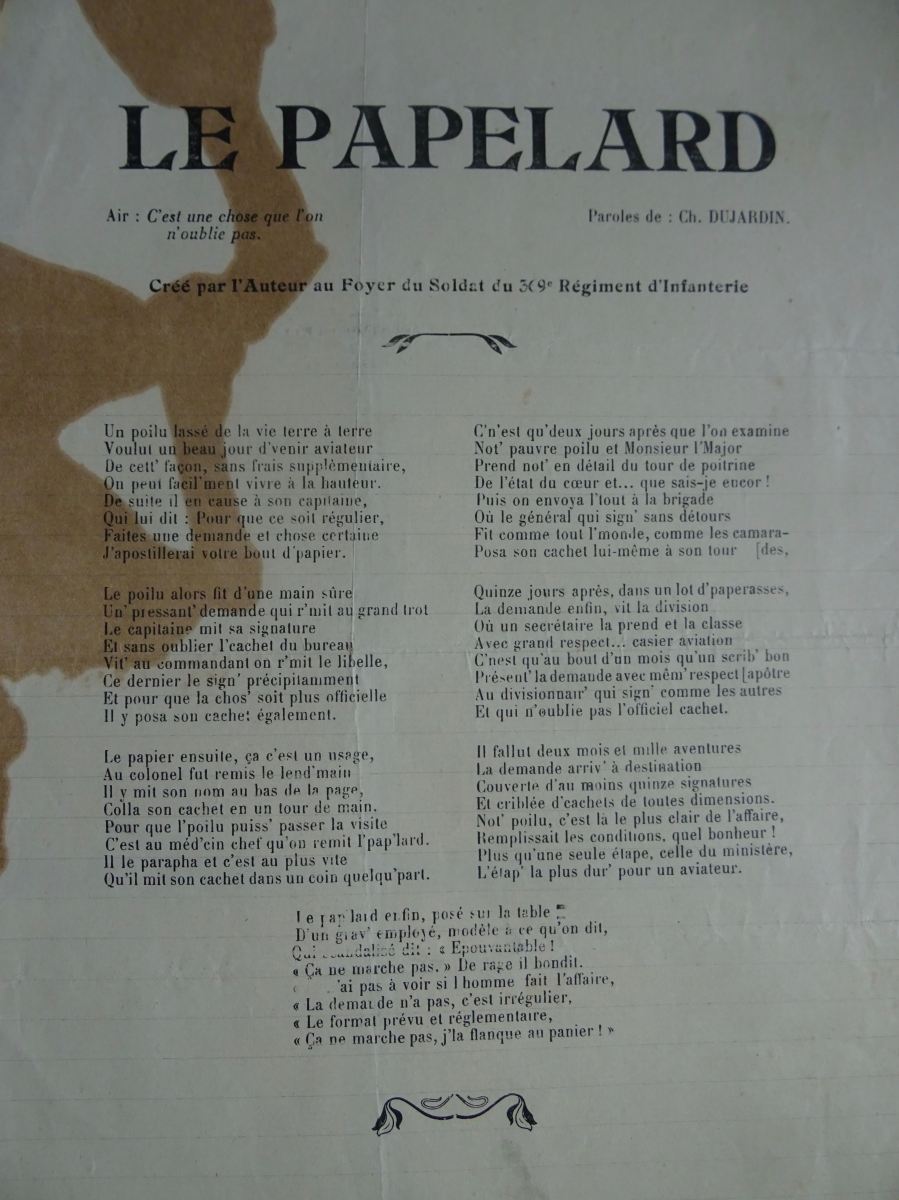 LE PAPELARD
Air : C'est une chose que l'on
n'oublie pas.
Paroles de : Ch. DUJARDIN.
Créé par l'Auteur au Foyer du Soldat du 369e Régiment d'Infanterie
Un poilu lassé de la vie terre à terre
Voulut un beau jour d'venir aviateur
De cett' façon, sans frais supplémentaire,
On peut facil'ment vivre à la hauteur.
De suite il en cause à son capitaine,
Qui lui dit : Pour que ce soit régulier,
Faites une demande et chose certaine
J'apostillerai votre bout d'papier.
Le poilu alors fit d'une main sûre
Un' pressant' demande qui r'mit au grand trot
Le capitaine mit sa signature
Et sans oublier l'cachet du bureau
Vit' au commandant on r'mit le libelle,
Ce dernier le sign' précipitamment
Et pour que la chos' soit plus officielle
Il y posa son cachet également.
Le papier ensuite, ça c'est un usage,
Au colonel fut remis le lend'main
Il y mit son nom au bas de la page,
Colla son cachet en un tour de main.
Pour que l'poilu puiss' passer la visite
C'est au méd'cin chef qu'on remit l'pap'lard.
Il le parapha et c'est au plus vite
Qu'il mit son cachet dans un coin quelqu'part.
C'n'est qu'deux jours après que l'on examine
Not' pauvre poilu et Monsieur l'Major
Prend not' en détail du tour de poitrine
De l'état du cœur et... que sais-je encor !
Puis on envoya l'tout à la brigade
Où le général qui sign' sans détours
Fit comme tout l'monde, comme les camara-
Posa son cachet lui-même à son tour [des,
Quinze jours après, dans un lot d'paperasses,
La demande enfin, vit la division
Où un secrétaire la prend et la classe
Avec grand respect... casier aviation
C'nest qu'au bout d'un mois qu'un scrib' bon
Présent' la demande avec mêm' respect [apôtre
Au divisionnair' qui sign' comme les autres
Et qui n'oublie pas l'officiel cachet.
Il fallut deux mois et mille aventures
La demande arriv' à destination
Couverte d'au moins quinze signatures
Et criblée d'cachets de toutes dimensions.
Not' poilu, c'est là le plus clair de l'affaire,
Remplissait les conditions, quel bonheur !
Plus qu'une seule étape, celle du ministère,
L'étap' la plus dur' pour un aviateur.
Le pap'lard enfin, posé sur la table
D'un grav' employé, modèle à ce qu'on dit,
Qui scandalisé dit : « Epouvantable !
« Ça ne marche pas. » De rage il bondit.
'ai pas à voir si l'homme fait l'affaire,
« La demande n'a pas, c'est irrégulier,
« Le format prévu et réglementaire,
« Ça ne marche pas, j'la flanque au panier ! »